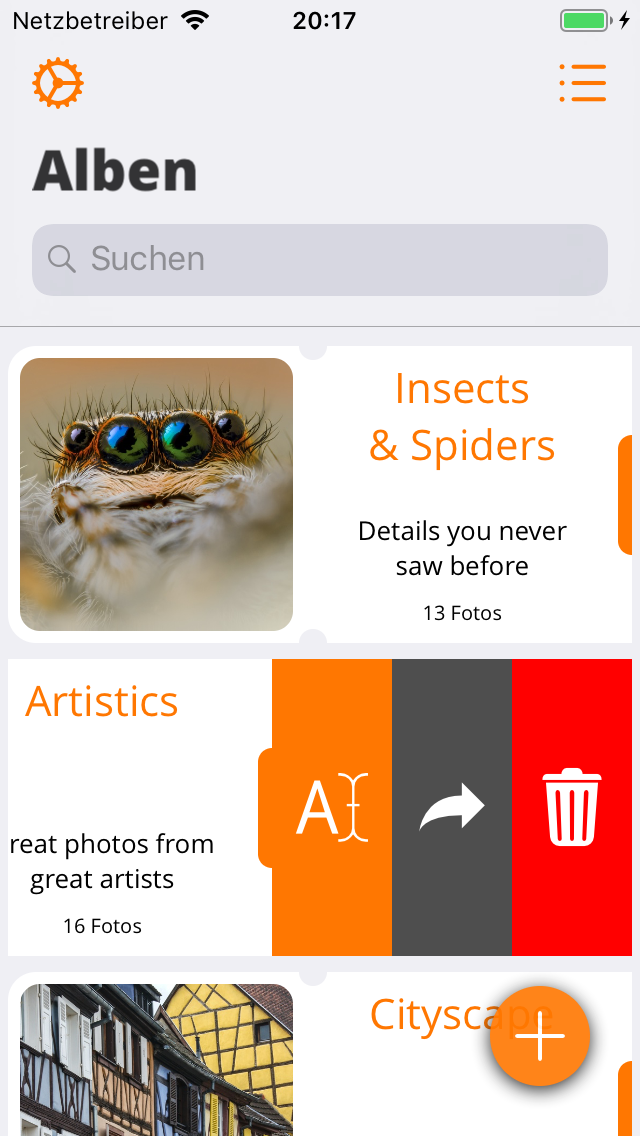 Netzbetreiber 20:17
Alben
Suchen
Insects
& Spiders
Details you never
saw before
13 Fotos
Artistics
reat photos from
great artists
16 Fotos
A
Cityscape